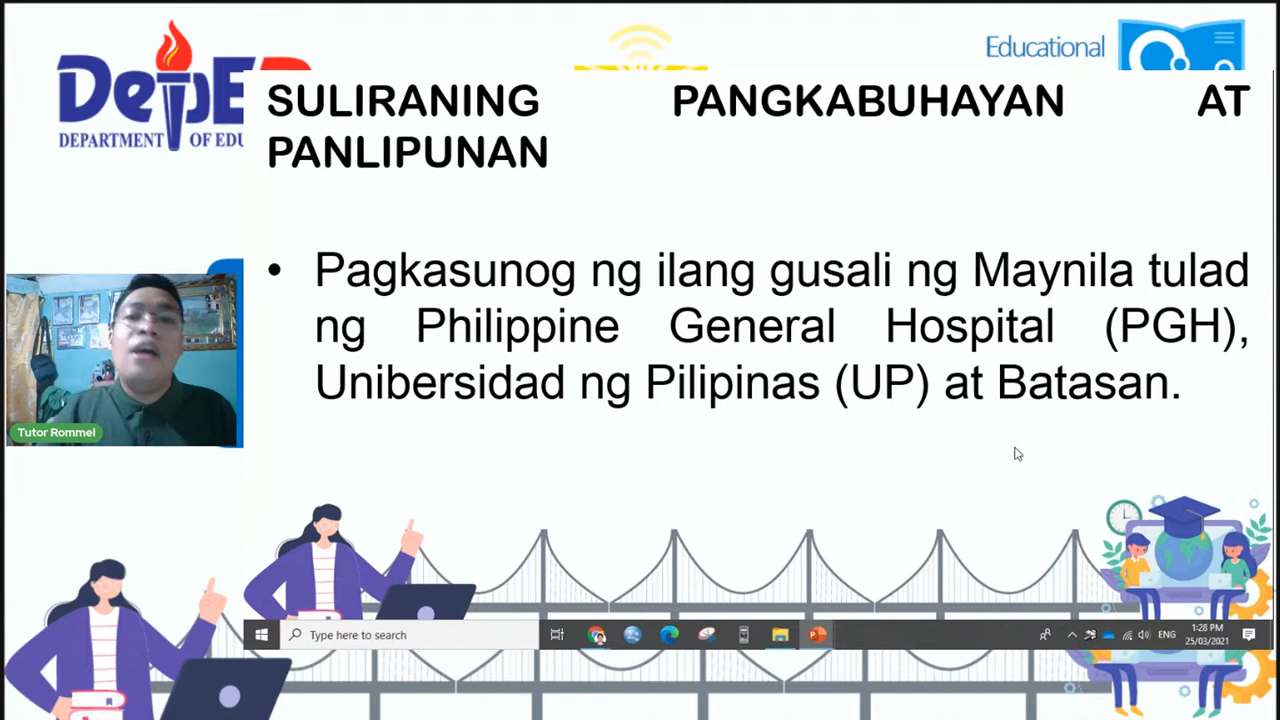 DepED
DEPARTMENT OF EDU
Educational
SULIRANING PANGKABUHAYAN AT
PANLIPUNAN
• Pagkasunog ng ilang gusali ng Maynila tulad
ng Philippine General Hospital (PGH),
Unibersidad ng Pilipinas (UP) at Batasan.
Tutor Rommel
Type here to search
ENG
1:28 PM
25/03/2021